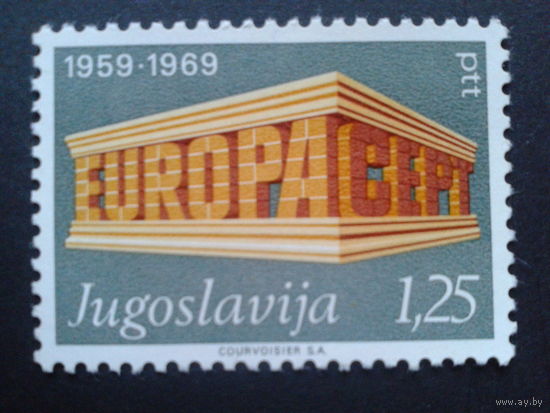 1959·1969
ptt
EUROPA CEPT
Jugoslavija
1,25
COURVOISIER S.A.
www.ay.by